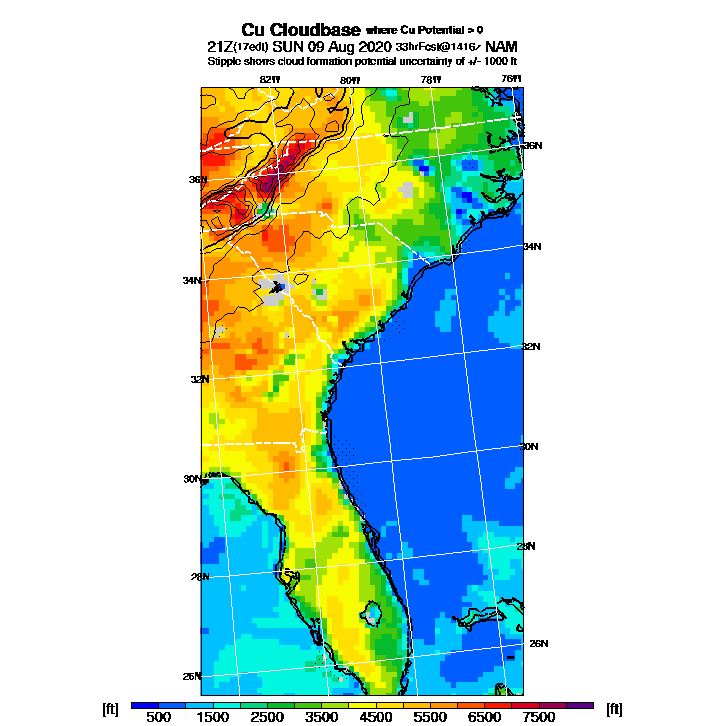 Cu Cloudbase where Cu Potential > 0
21Z(17edt) SUN 09 Aug 2020 33hrFcst@1416z NAM
Stipple shows cloud formation potential uncertainty of +/- 1000 ft
82W 80W 78W 76W
36N
36N
34N
34N
32N
32N
30N
30N
28N
28N
26N
26N
[ft] 500 1500 2500 3500 4500 5500 6500 7500 [ft]